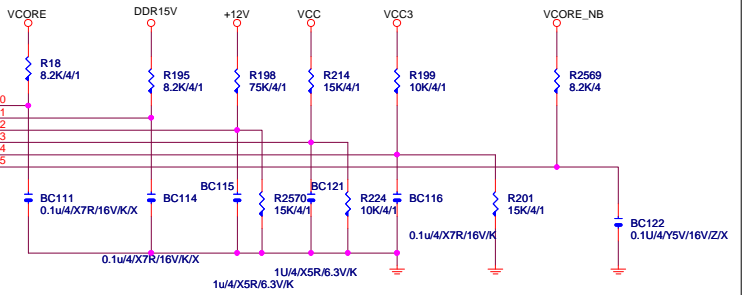 VCORE
DDR15V
+12V
VCC
VCC3
VCORE_NB
R18
8.2K/4/1
R195
8.2K/4/1
R198
75K/4/1
R214
15K/4/1
R199
10K/4/1
R2569
8.2K/4
0
1
2
3
4
5
BC111
0.1u/4/X7R/16V/K/X
BC114
0.1u/4/X7R/16V/K/X
BC115
1u/4/X5R/6.3V/K
R2570
15K/4/1
BC121
1U/4/X5R/6.3V/K
R224
10K/4/1
BC116
0.1u/4/X7R/16V/K
R201
15K/4/1
BC122
0.1U/4/Y5V/16V/Z/X